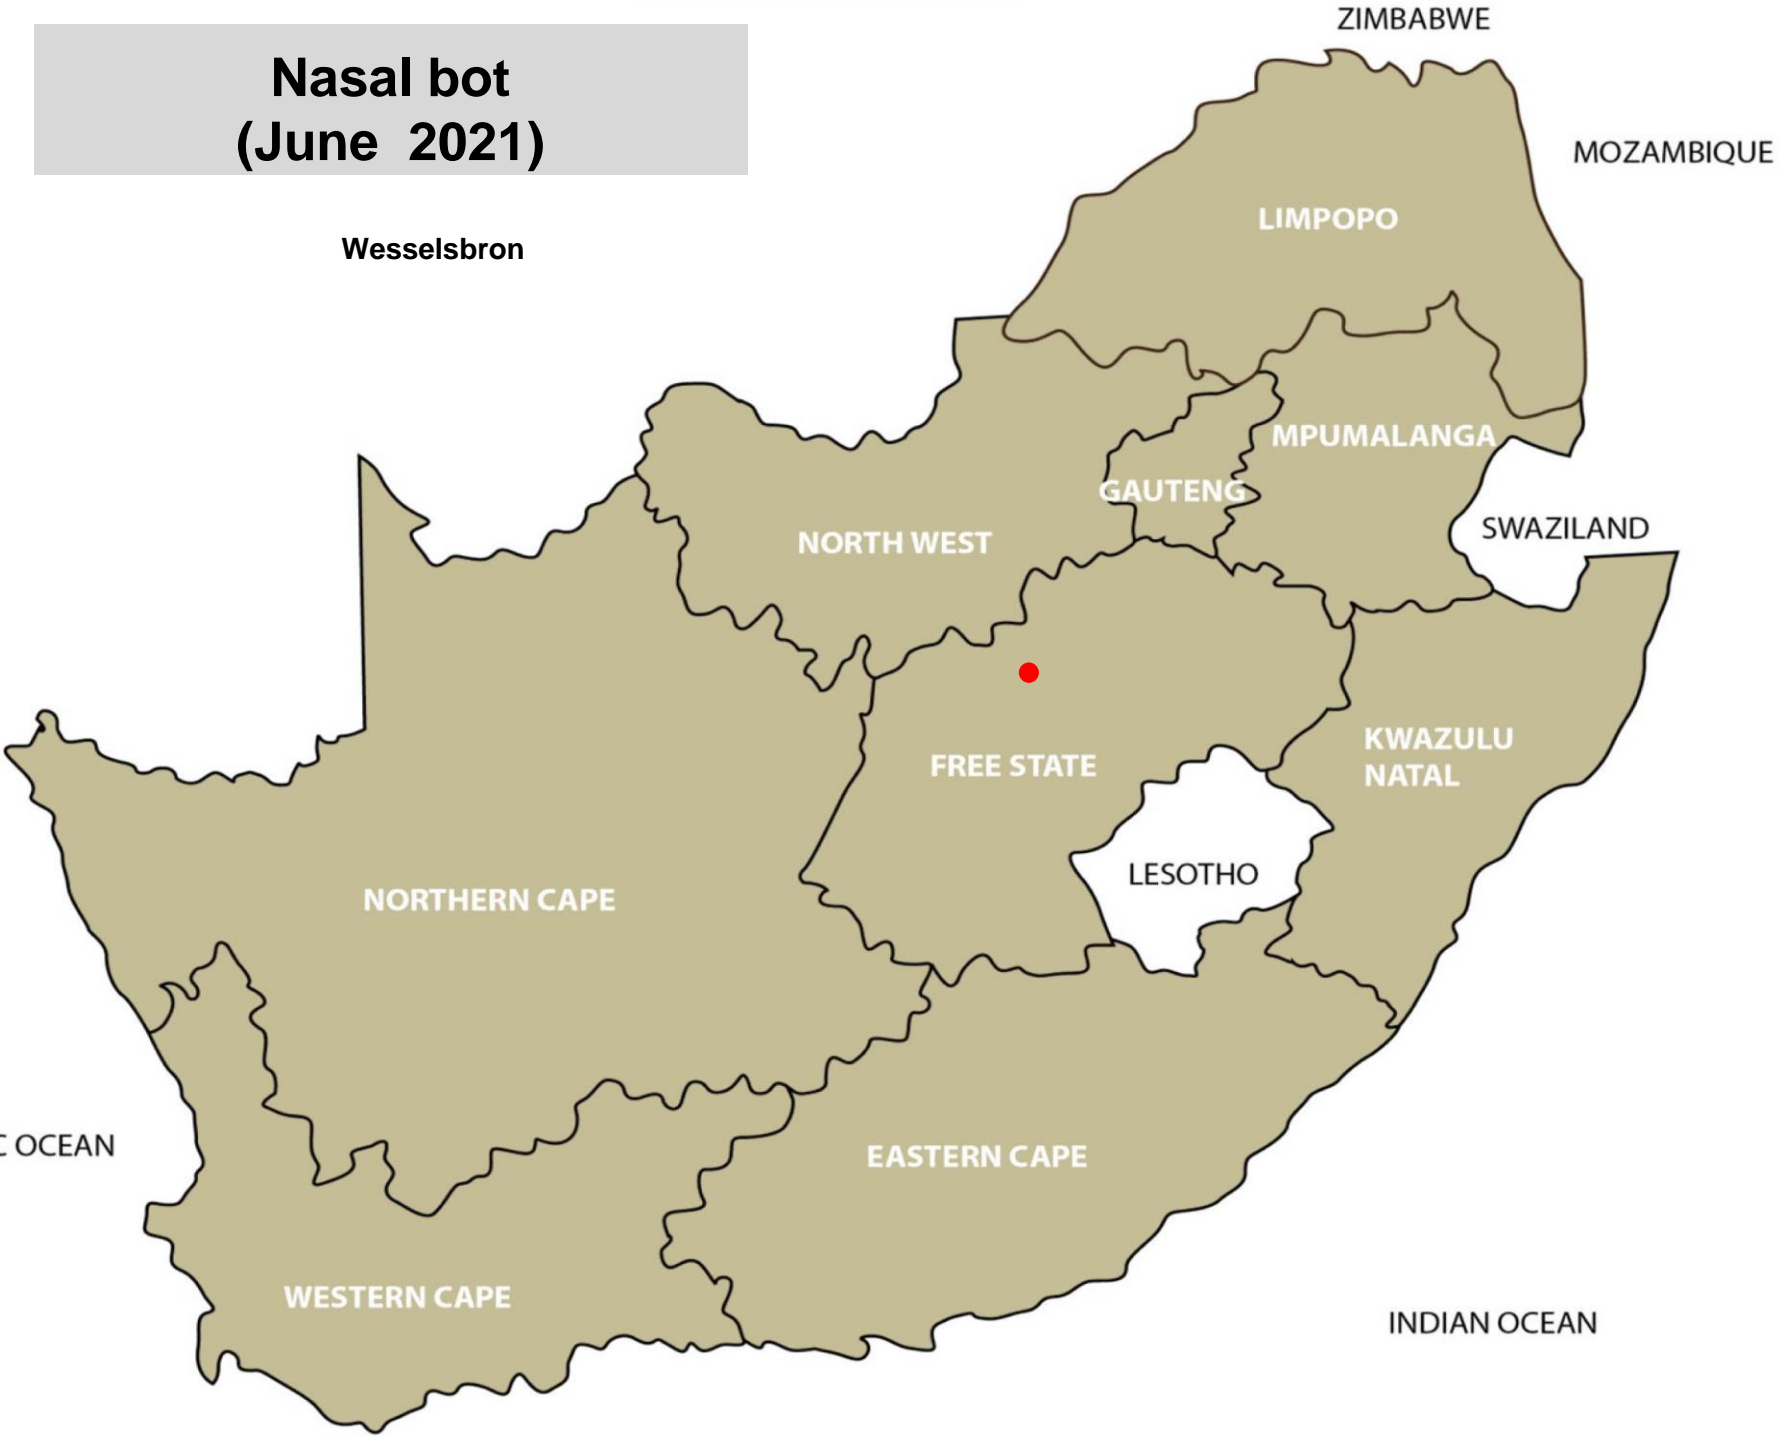 ZIMBABWE
Nasal bot
(June 2021)
MOZAMBIQUE
LIMPOPO
Wesselsbron
MPUMALANGA
GAUTENG
SWAZILAND
NORTH WEST
KWAZULU
NATAL
FREE STATE
LESOTHO
NORTHERN CAPE
C OCEAN
EASTERN CAPE
WESTERN CAPE
INDIAN OCEAN